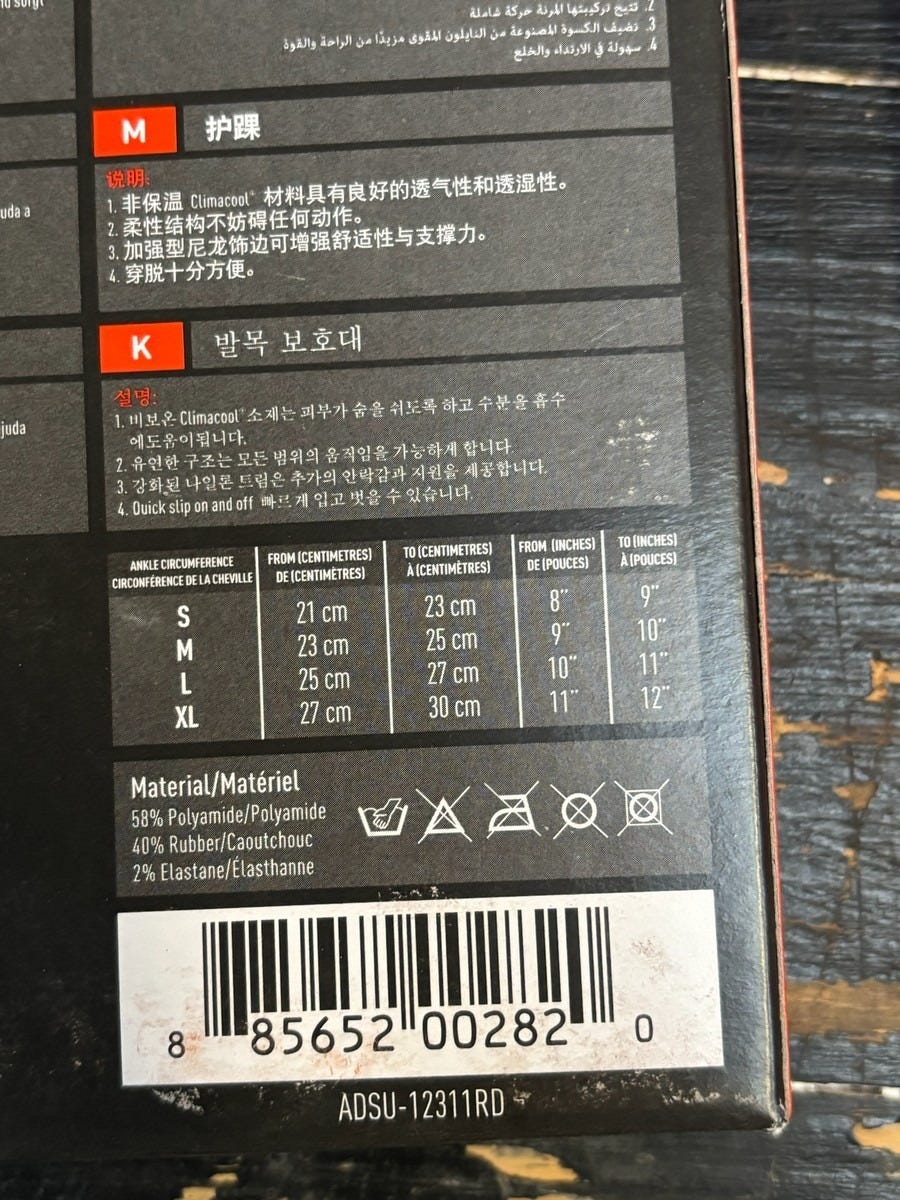 2. تتيح تركيبتها المرنة حركة شاملة
3. تضيف الكسوة المصنوعة من النايلون المقوى مزيدًا من الراحة والقوة
4. سهولة في الارتداء والخلع
M 护踝
说明:
1. 非保温 Climacool® 材料具有良好的透气性和透湿性。
2. 柔性结构不妨碍任何动作。
3. 加强型尼龙饰边可增强舒适性与支撑力。
4. 穿脱十分方便。
uda a
K 발목 보호대
juda
설명:
1. 비보온 Climacool® 소재는 피부가 숨을 쉬도록 하고 수분을 흡수
에도움이됩니다.
2. 유연한 구조는 모든 범위의 움직임을 가능하게 합니다
3. 강화된 나일론 트림은 추가의 안락감과 지원을 제공합니다.
4. Quick slip on and off 빠르게 입고 벗을 수 있습니다.
ANKLE CIRCUMFERENCE FROM (CENTIMETRES) TO (CENTIMETRES) FROM (INCHES) TO (INCHES)
CIRCONFÉRENCE DE LA CHEVILLE DE (CENTIMÈTRES) À (CENTIMÈTRES) DE (POUCES) À (POUCES)
S 21 cm 23 cm 8" 9"
M 23 cm 25 cm 9" 10"
L 25 cm 27 cm 10" 11"
XL 27 cm 30 cm 11" 12"
Material/Matériel
58% Polyamide/Polyamide
40% Rubber/Caoutchouc
2% Elastane/Élasthanne
8 85652 00282 0
ADSU-12311RD